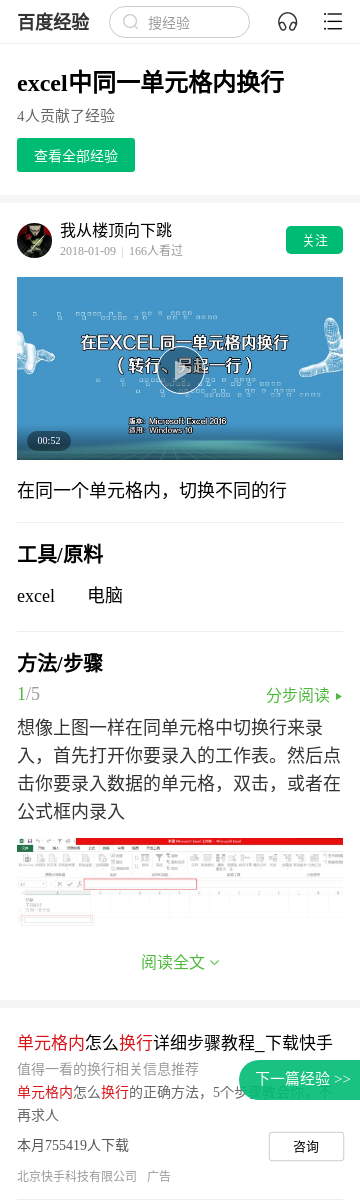 百度经验
搜经验
excel中同一单元格内换行
4人贡献了经验
查看全部经验
我从楼顶向下跳
2018-01-09 | 166人看过
关注
在EXCEL同一单元格内换行
（转行、另起一行）
版本：Microsoft Excel 2016
适用：Windows 10
00:52
在同一个单元格内，切换不同的行
工具/原料
excel 电脑
方法/步骤
1/5
分步阅读
想像上图一样在同单元格中切换行来录
入，首先打开你要录入的工作表。然后点
击你要录入数据的单元格，双击，或者在
公式框内录入
阅读全文
单元格内怎么换行详细步骤教程_下载快手
值得一看的换行相关信息推荐
单元格内怎么换行的正确方法，5个步骤
下一篇经验 >>
再求人
本月755419人下载
咨询
北京快手科技有限公司 广告